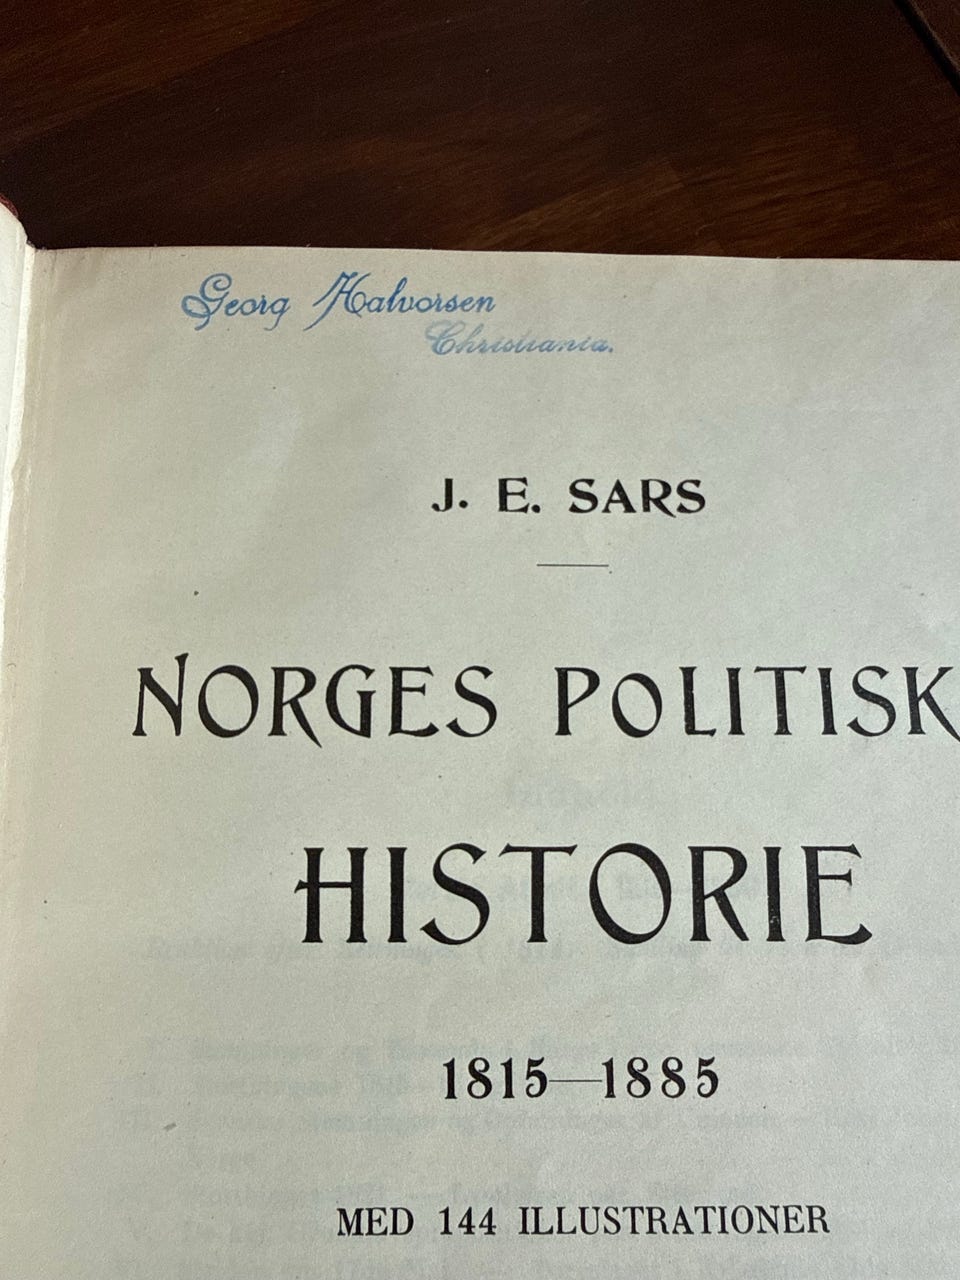 Georg Halvorsen
Christiania.
J. E. SARS
NORGES POLITISK
HISTORIE
1815—1885
MED 144 ILLUSTRATIONER